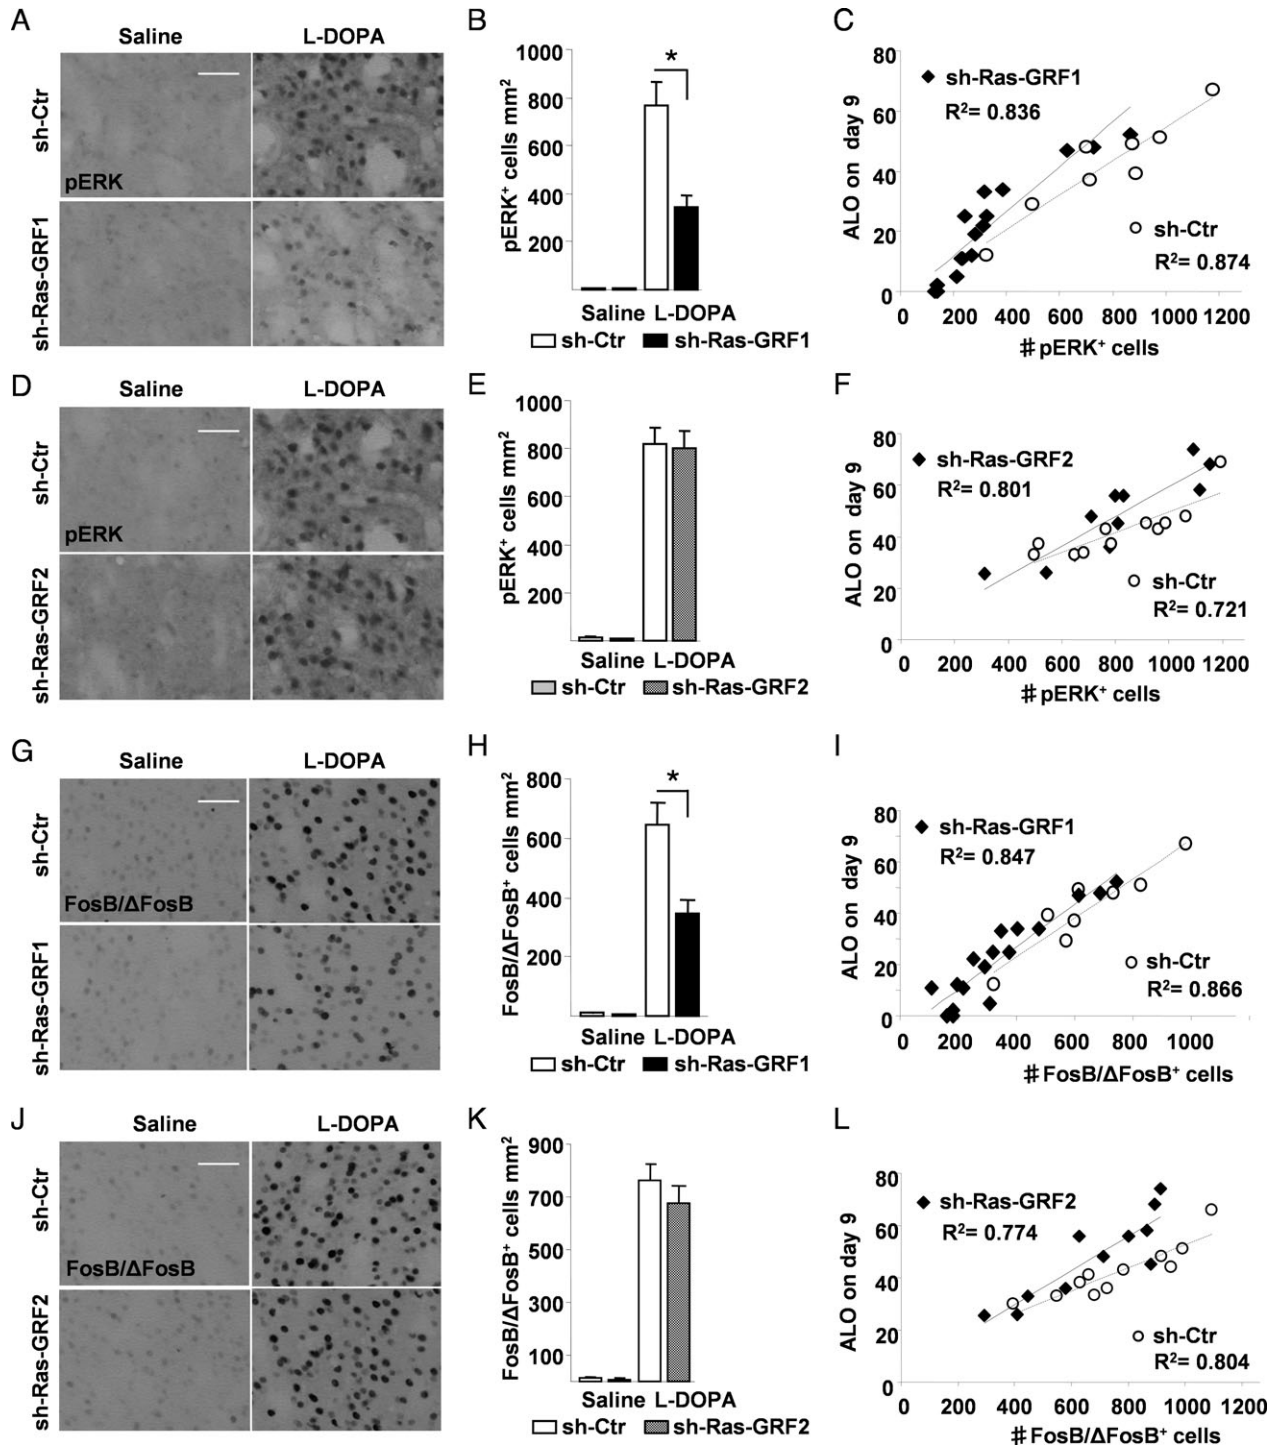 A
Saline
L-DOPA
sh-Ctr
pERK
sh-Ras-GRF1
B
pERK⁺ cells mm²
1000
800
600
400
200
*
Saline L-DOPA
sh-Ctr sh-Ras-GRF1
C
ALO on day 9
80
60
40
20
0
sh-Ras-GRF1
R²= 0.836
sh-Ctr
R²= 0.874
0 200 400 600 800 1000 1200
# pERK⁺ cells
D
Saline
L-DOPA
sh-Ctr
pERK
sh-Ras-GRF2
E
pERK⁺ cells mm²
1000
800
600
400
200
Saline L-DOPA
sh-Ctr sh-Ras-GRF2
F
ALO on day 9
80
60
40
20
0
sh-Ras-GRF2
R²= 0.801
sh-Ctr
R²= 0.721
0 200 400 600 800 1000 1200
# pERK⁺ cells
G
Saline
L-DOPA
sh-Ctr
FosB/ΔFosB
sh-Ras-GRF1
H
FosB/ΔFosB⁺ cells mm²
800
600
400
200
*
Saline L-DOPA
sh-Ctr sh-Ras-GRF1
I
ALO on day 9
80
60
40
20
0
sh-Ras-GRF1
R²= 0.847
sh-Ctr
R²= 0.866
0 200 400 600 800 1000
# FosB/ΔFosB⁺ cells
J
Saline
L-DOPA
sh-Ctr
FosB/ΔFosB
sh-Ras-GRF2
K
FosB/ΔFosB⁺ cells mm²
900
700
500
300
100
Saline L-DOPA
sh-Ctr sh-Ras-GRF2
L
ALO on day 9
80
60
40
20
0
sh-Ras-GRF2
R²= 0.774
sh-Ctr
R²= 0.804
0 200 400 600 800 1000 1200
# FosB/ΔFosB⁺ cells